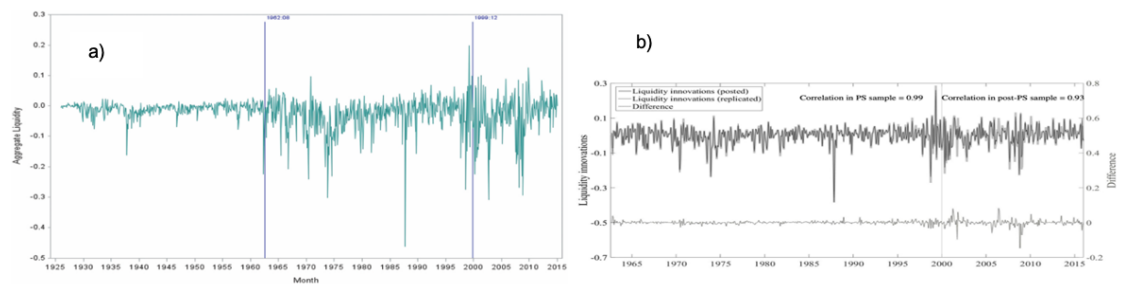 a)
1962:08
1999:12
0.3
0.2
0.1
0.0
-0.1
-0.2
-0.3
-0.4
-0.5
Aggregate Liquidity
1925 1930 1935 1940 1945 1950 1955 1960 1965 1970 1975 1980 1985 1990 1995 2000 2005 2010 2015
Month
b)
Liquidity innovations (posted)
Liquidity innovations (replicated)
Difference
Correlation in PS sample = 0.99
Correlation in post-PS sample = 0.93
0.3
0.1
-0.1
-0.3
-0.5
-0.7
Liquidity innovations
0.8
0.6
0.4
0.2
0
-0.2
Difference
1965 1970 1975 1980 1985 1990 1995 2000 2005 2010 2015